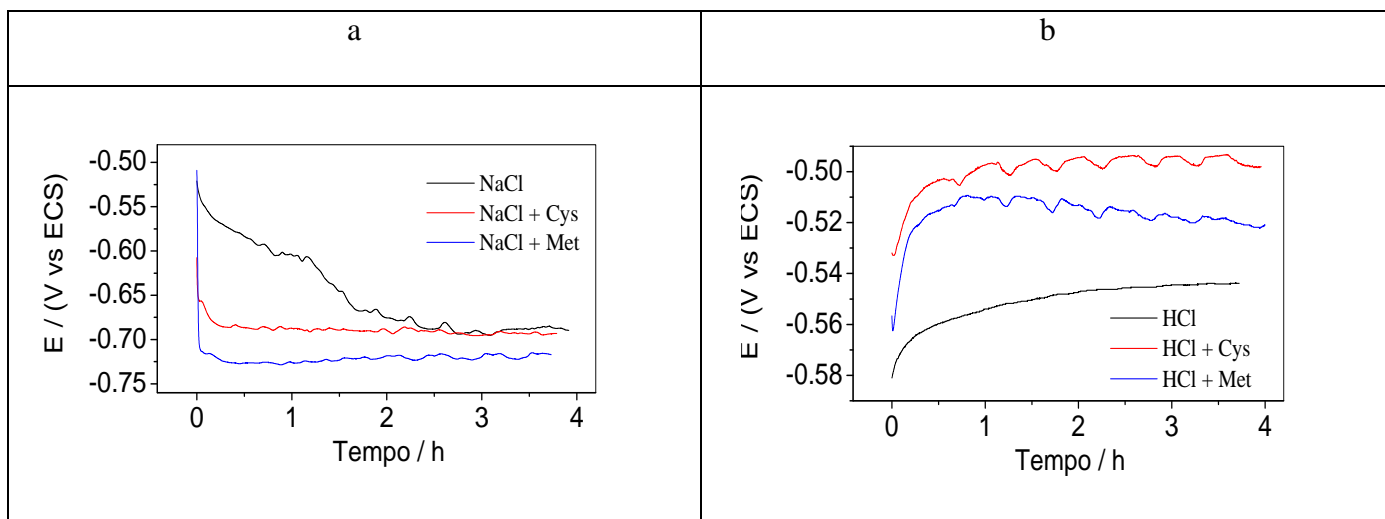 a
b
E / (V vs ECS)
-0.50
-0.55
-0.60
-0.65
-0.70
-0.75
NaCl
NaCl + Cys
NaCl + Met
0
1
2
3
4
Tempo / h
E / (V vs ECS)
-0.50
-0.52
-0.54
-0.56
-0.58
HCl
HCl + Cys
HCl + Met
0
1
2
3
4
Tempo / h